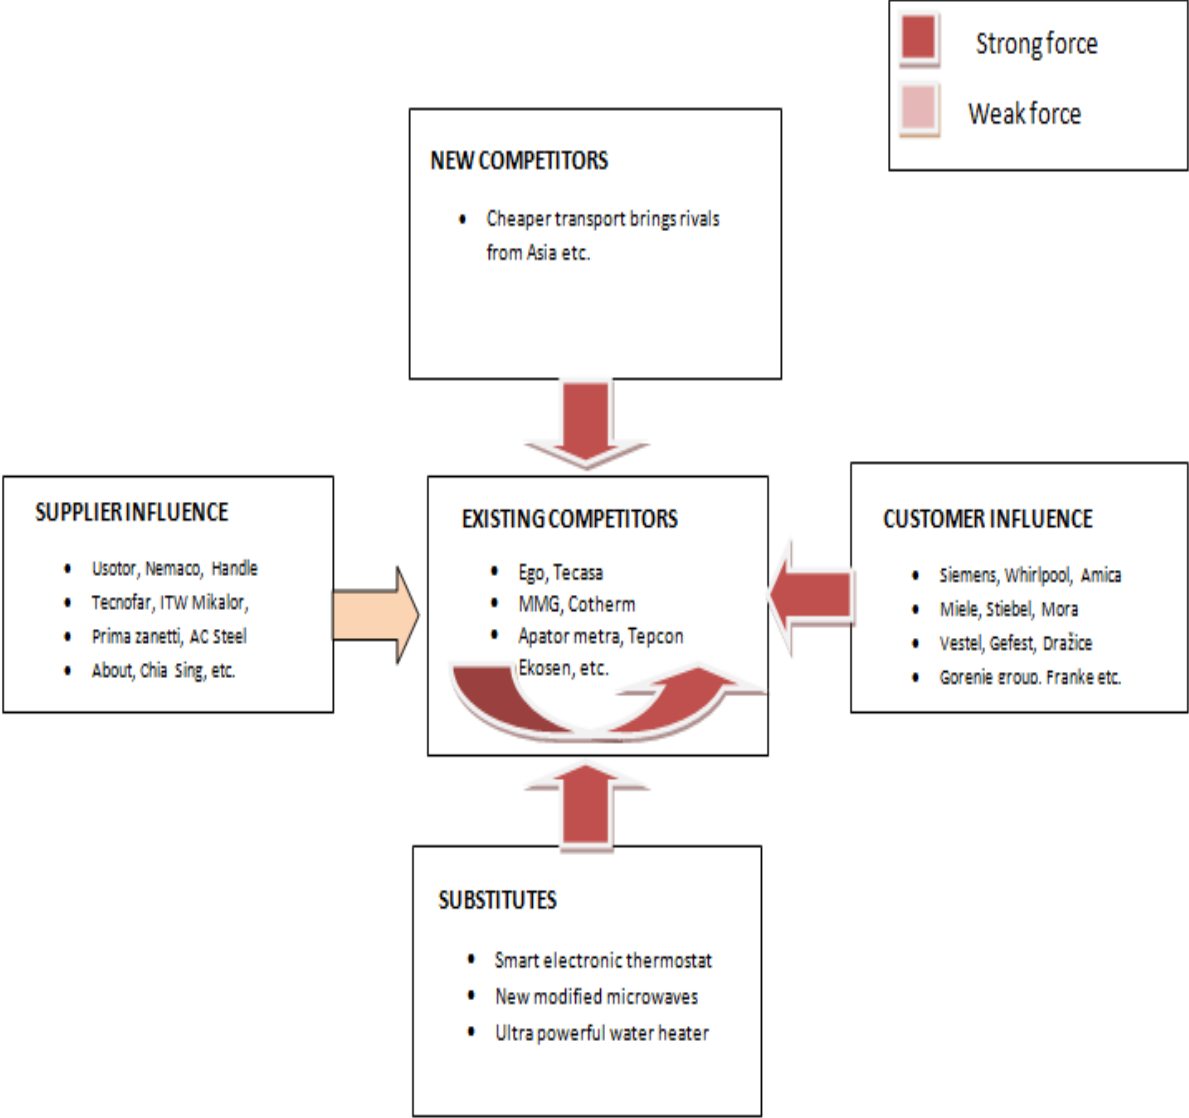 Strong force
Weak force
NEW COMPETITORS
• Cheaper transport brings rivals
from Asia etc.
SUPPLIER INFLUENCE
• Usotor, Nemaco, Handle
• Tecnofar, ITW Mikalor,
• Prima zanetti, AC Steel
• About, Chia Sing, etc.
EXISTING COMPETITORS
• Ego, Tecasa
• MMG, Cotherm
• Apator metra, Tepcon
Ekosen, etc.
CUSTOMER INFLUENCE
• Siemens, Whirlpool, Amica
• Miele, Stiebel, Mora
• Vestel, Gefest, Dražice
• Gorenje group, Franke etc.
SUBSTITUTES
• Smart electronic thermostat
• New modified microwaves
• Ultra powerful water heater